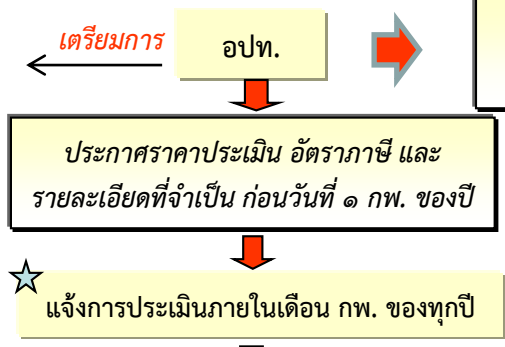 เตรียมการ
อปท.
ประกาศราคาประเมิน อัตราภาษี และ
รายละเอียดที่จำเป็น ก่อนวันที่ ๑ กพ. ของปี
แจ้งการประเมินภายในเดือน กพ. ของทุกปี